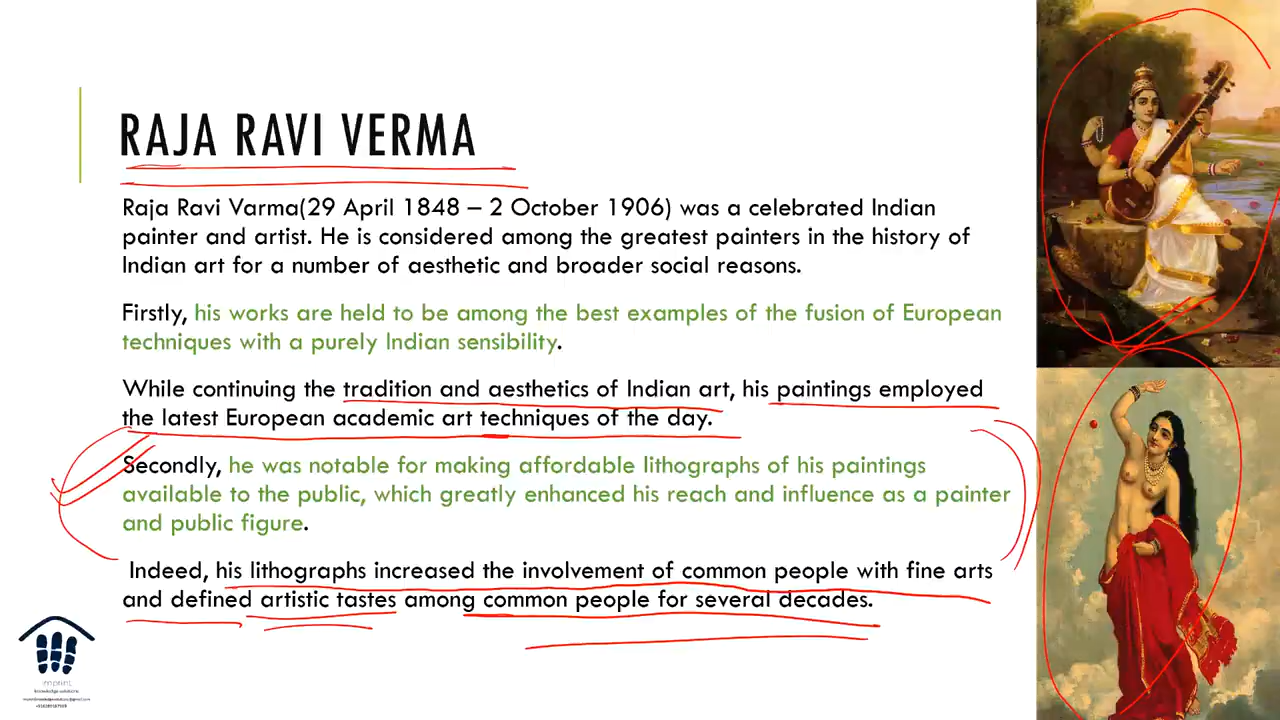 RAJA RAVI VERMA
Raja Ravi Varma(29 April 1848 – 2 October 1906) was a celebrated Indian
painter and artist. He is considered among the greatest painters in the history of
Indian art for a number of aesthetic and broader social reasons.
Firstly, his works are held to be among the best examples of the fusion of European
techniques with a purely Indian sensibility.
While continuing the tradition and aesthetics of Indian art, his paintings employed
the latest European academic art techniques of the day.
Secondly, he was notable for making affordable lithographs of his paintings
available to the public, which greatly enhanced his reach and influence as a painter
and public figure.
Indeed, his lithographs increased the involvement of common people with fine arts
and defined artistic tastes among common people for several decades.
imprint
knowledge solutions